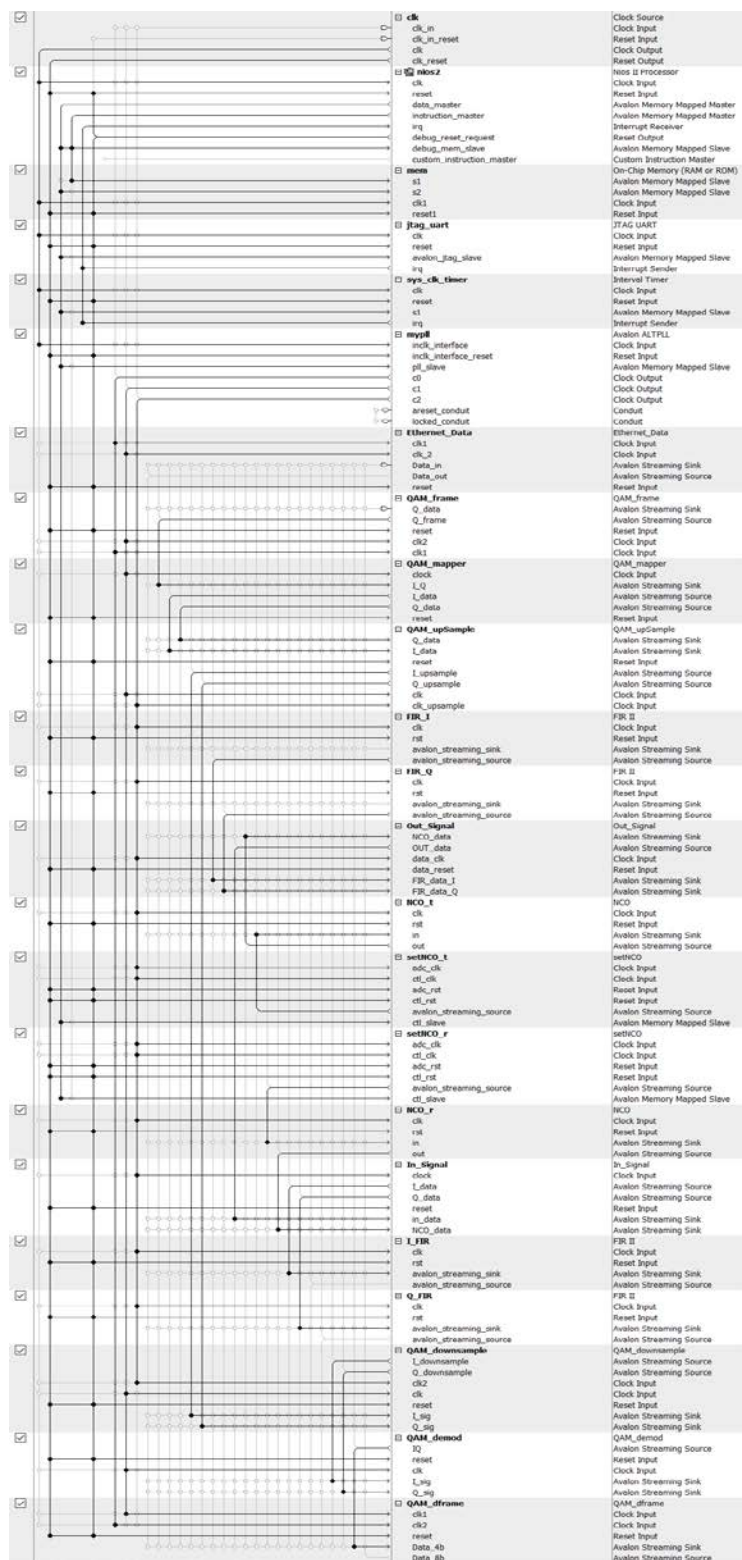 clk Clock Source
clk_in Clock Input
clk_in_reset Reset Input
clk Clock Output
clk_reset Reset Output
nios2 Nios II Processor
clk Clock Input
reset Reset Input
data_master Avalon Memory Mapped Master
instruction_master Avalon Memory Mapped Master
irq Interrupt Receiver
debug_reset_request Reset Output
debug_mem_slave Avalon Memory Mapped Slave
custom_instruction_master Custom Instruction Master
mem On-Chip Memory (RAM or ROM)
s1 Avalon Memory Mapped Slave
s2 Avalon Memory Mapped Slave
clk1 Clock Input
reset1 Reset Input
jtag_uart JTAG UART
clk Clock Input
reset Reset Input
avalon_jtag_slave Avalon Memory Mapped Slave
irq Interrupt Sender
sys_clk_timer Interval Timer
clk Clock Input
reset Reset Input
s1 Avalon Memory Mapped Slave
irq Interrupt Sender
mypll Avalon ALTPLL
inclk_interface Clock Input
inclk_interface_reset Reset Input
pll_slave Avalon Memory Mapped Slave
c0 Clock Output
c1 Clock Output
c2 Clock Output
areset_conduit Conduit
locked_conduit Conduit
Ethernet_Data Ethernet_Data
clk1 Clock Input
clk_2 Clock Input
Data_in Avalon Streaming Sink
Data_out Avalon Streaming Source
reset Reset Input
QAM_frame QAM_frame
Q_data Avalon Streaming Sink
Q_frame Avalon Streaming Source
reset Reset Input
clk2 Clock Input
clk1 Clock Input
QAM_mapper QAM_mapper
clock Clock Input
I_Q Avalon Streaming Sink
I_data Avalon Streaming Source
Q_data Avalon Streaming Source
reset Reset Input
QAM_upSample QAM_upSample
Q_data Avalon Streaming Sink
I_data Avalon Streaming Sink
reset Reset Input
I_upsample Avalon Streaming Source
Q_upsample Avalon Streaming Source
clk Clock Input
clk_upsample Clock Input
FIR_I FIR II
clk Clock Input
rst Reset Input
avalon_streaming_sink Avalon Streaming Sink
avalon_streaming_source Avalon Streaming Source
FIR_Q FIR II
clk Clock Input
rst Reset Input
avalon_streaming_sink Avalon Streaming Sink
avalon_streaming_source Avalon Streaming Source
Out_Signal Out_Signal
NCO_data Avalon Streaming Sink
OUT_data Avalon Streaming Source
data_clk Clock Input
data_reset Reset Input
FIR_data_I Avalon Streaming Sink
FIR_data_Q Avalon Streaming Sink
NCO_t NCO
clk Clock Input
rst Reset Input
in Avalon Streaming Sink
out Avalon Streaming Source
setNCO_t setNCO
adc_clk Clock Input
ctl_clk Clock Input
adc_rst Reset Input
ctl_rst Reset Input
avalon_streaming_source Avalon Streaming Source
ctl_slave Avalon Memory Mapped Slave
setNCO_r setNCO
adc_clk Clock Input
ctl_clk Clock Input
adc_rst Reset Input
ctl_rst Reset Input
avalon_streaming_source Avalon Streaming Source
ctl_slave Avalon Memory Mapped Slave
NCO_r NCO
clk Clock Input
rst Reset Input
in Avalon Streaming Sink
out Avalon Streaming Source
In_Signal In_Signal
clock Clock Input
I_data Avalon Streaming Source
Q_data Avalon Streaming Source
reset Reset Input
in_data Avalon Streaming Sink
NCO_data Avalon Streaming Sink
I_FIR FIR II
clk Clock Input
rst Reset Input
avalon_streaming_sink Avalon Streaming Sink
avalon_streaming_source Avalon Streaming Source
Q_FIR FIR II
clk Clock Input
rst Reset Input
avalon_streaming_sink Avalon Streaming Sink
avalon_streaming_source Avalon Streaming Source
QAM_downsample QAM_downsample
I_downsample Avalon Streaming Source
Q_downsample Avalon Streaming Source
clk2 Clock Input
clk Clock Input
reset Reset Input
I_sig Avalon Streaming Sink
Q_sig Avalon Streaming Sink
QAM_demod QAM_demod
IQ Avalon Streaming Source
reset Reset Input
clk Clock Input
I_sig Avalon Streaming Sink
Q_sig Avalon Streaming Sink
QAM_dframe QAM_dframe
clk1 Clock Input
clk2 Clock Input
reset Reset Input
Data_4b Avalon Streaming Sink
Data_8b Avalon Streaming Source